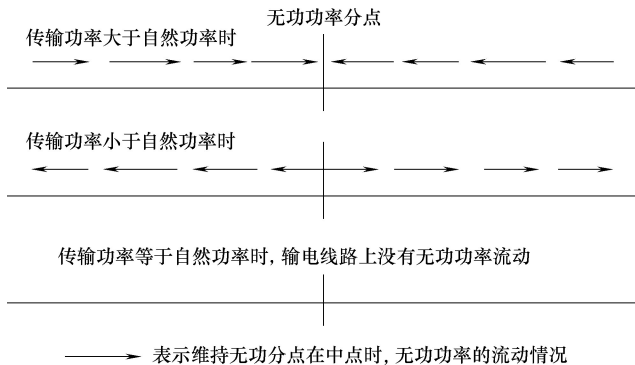 无功功率分点
传输功率大于自然功率时
传输功率小于自然功率时
传输功率等于自然功率时, 输电线路上没有无功功率流动
表示维持无功分点在中点时, 无功功率的流动情况